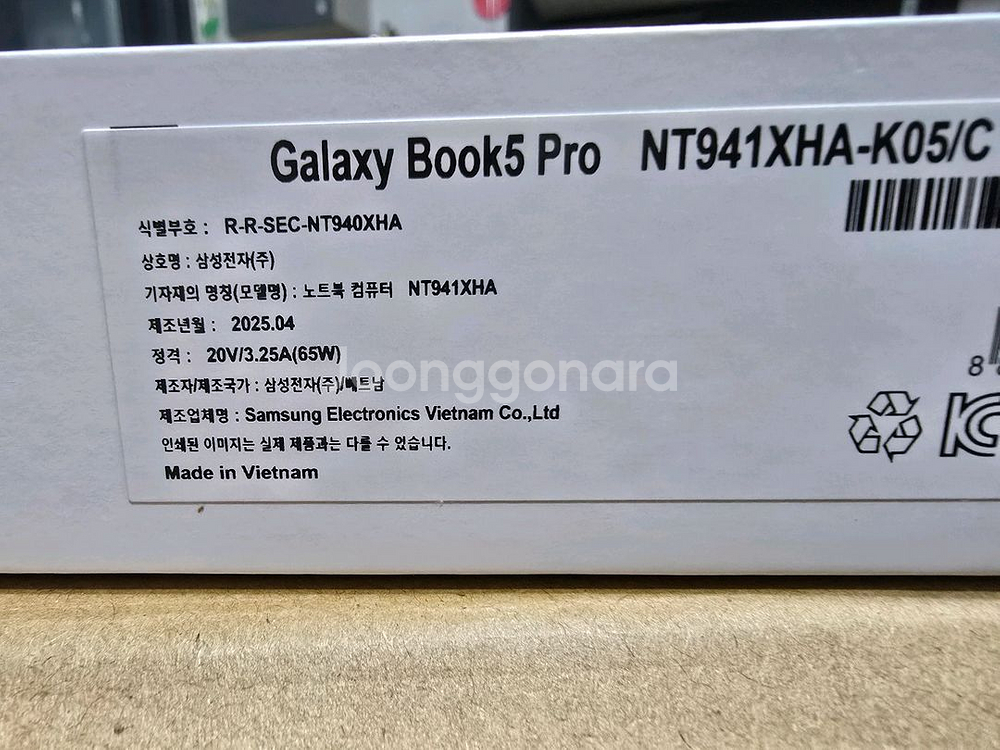 Galaxy Book5 Pro NT941XHA-K05/C
식별부호 : R-R-SEC-NT940XHA
상호명 : 삼성전자(주)
기자재의 명칭(모델명) : 노트북 컴퓨터 NT941XHA
제조년월 : 2025.04
정격 : 20V/3.25A(65W)
joonggonara
제조자/제조국가 : 삼성전자(주)/베트남
제조업체명 : Samsung Electronics Vietnam Co.,Ltd
인쇄된 이미지는 실제 제품과는 다를 수 있습니다.
Made in Vietnam
8